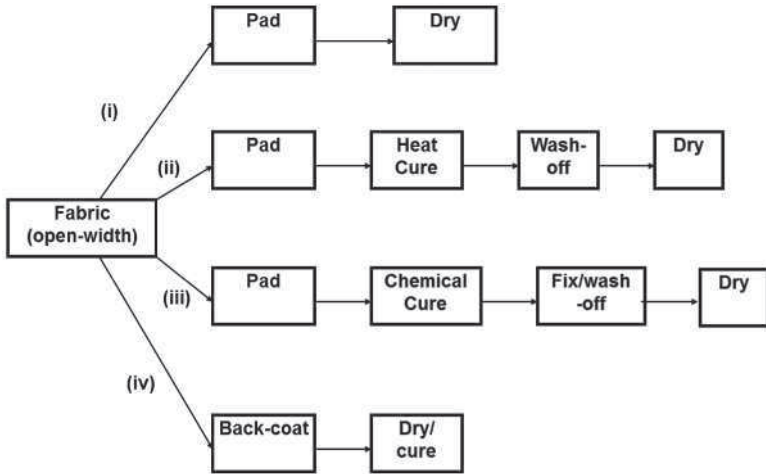 Pad
Dry
(i)
Pad
Heat
Cure
Wash-
off
Dry
(ii)
Fabric
(open-width)
Pad
Chemical
Cure
Fix/wash
-off
Dry
(iii)
(iv)
Back-coat
Dry/
cure